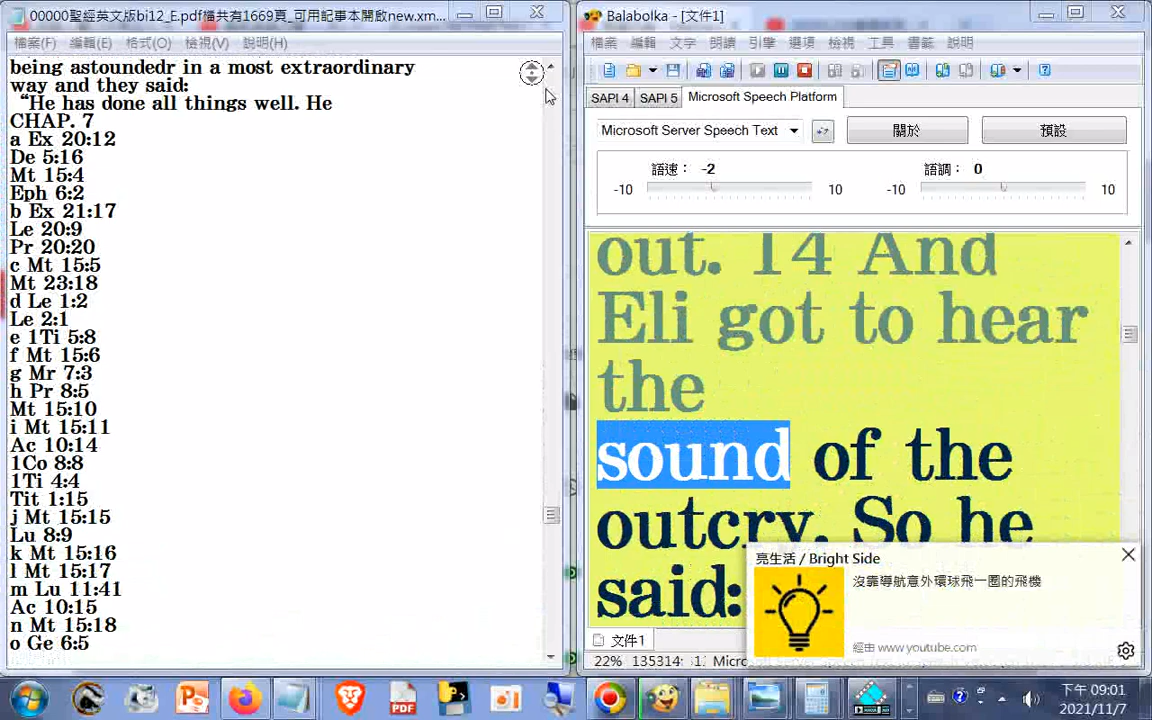 00000聖經英文版bi12_E.pdf檔共有1669頁_可用記事本開啟new.xm...
檔案(F) 編輯(E) 格式(O) 檢視(V) 說明(H)
being astoundedr in a most extraordinary
way and they said:
“He has done all things well. He
CHAP. 7
a Ex 20:12
De 5:16
Mt 15:4
Eph 6:2
b Ex 21:17
Le 20:9
Pr 20:20
c Mt 15:5
Mt 23:18
d Le 1:2
Le 2:1
e 1Ti 5:8
f Mt 15:6
g Mr 7:3
h Pr 8:5
Mt 15:10
i Mt 15:11
Ac 10:14
1Co 8:8
1Ti 4:4
Tit 1:15
j Mt 15:15
Lu 8:9
k Mt 15:16
l Mt 15:17
m Lu 11:41
Ac 10:15
n Mt 15:18
o Ge 6:5
Balabolka - [文件1]
檔案 編輯 文字 朗讀 引擎 選項 檢視 工具 書籤 說明
SAPI 4 SAPI 5 Microsoft Speech Platform
Microsoft Server Speech Text 關於 預設
語速： -2 語調： 0
-10 10 -10 10
out. 14 And
Eli got to hear
the
sound of the
outcry. So he
said:
亮生活 / Bright Side
沒靠導航意外環球飛一圈的飛機
經由 www.youtube.com
文件1
22% 135314
下午 09:01
2021/11/7